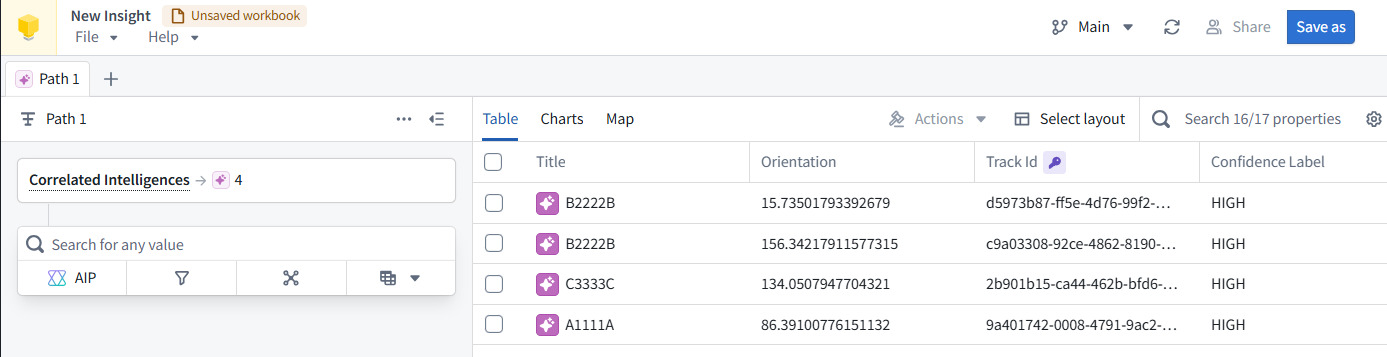 New Insight Unsaved workbook
File Help
Main Share Save as
Path 1
Path 1
Table Charts Map Actions Select layout Search 16/17 properties
Correlated Intelligences → 4
Search for any value
AIP
Title Orientation Track Id Confidence Label
B2222B 15.73501793392679 d5973b87-ff5e-4d76-99f2-… HIGH
B2222B 156.34217911577315 c9a03308-92ce-4862-8190-… HIGH
C3333C 134.0507947704321 2b901b15-ca44-462b-bfd6-… HIGH
A1111A 86.39100776151132 9a401742-0008-4791-9ac2-… HIGH